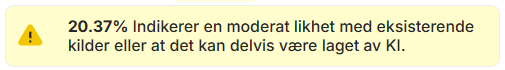 20.37% Indikerer en moderat likhet med eksisterende
kilder eller at det kan delvis være laget av KI.